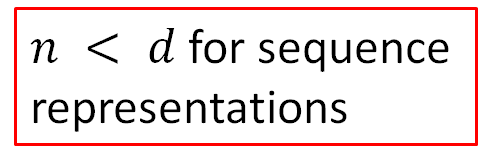 n < d for sequence
representations